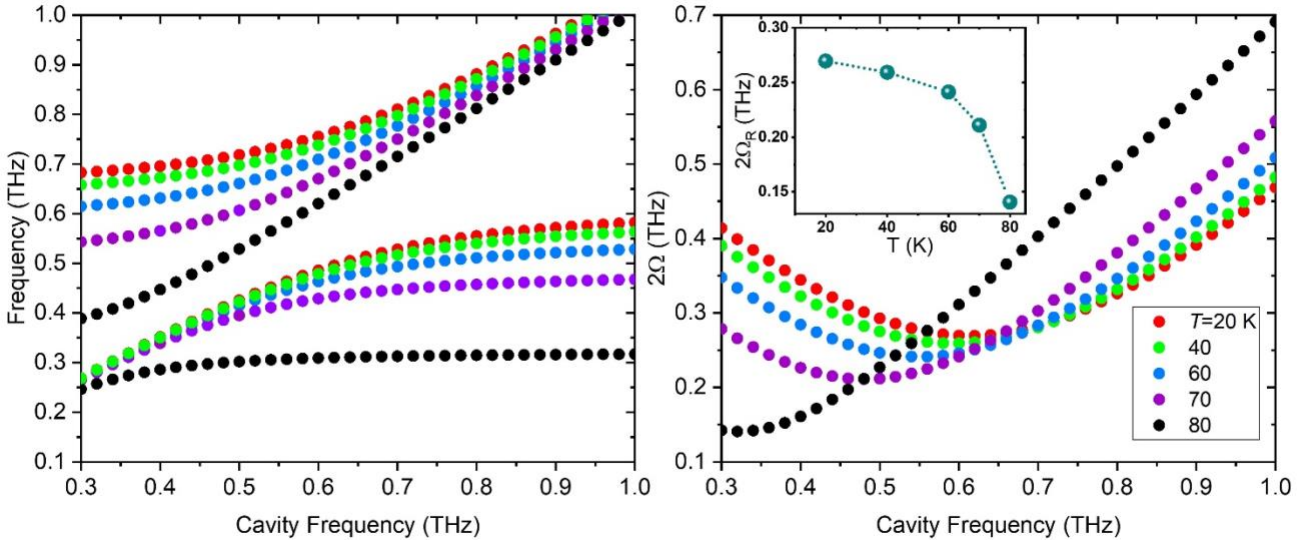 1.0
0.9
0.8
0.7
0.6
0.5
0.4
0.3
0.2
0.1
Frequency (THz)
0.3 0.4 0.5 0.6 0.7 0.8 0.9 1.0
Cavity Frequency (THz)
0.7
0.6
0.5
0.4
0.3
0.2
0.1
2Ω (THz)
0.30
0.25
0.20
0.15
2Ω_R (THz)
20 40 60 80
T (K)
T=20 K
40
60
70
80
0.3 0.4 0.5 0.6 0.7 0.8 0.9 1.0
Cavity Frequency (THz)